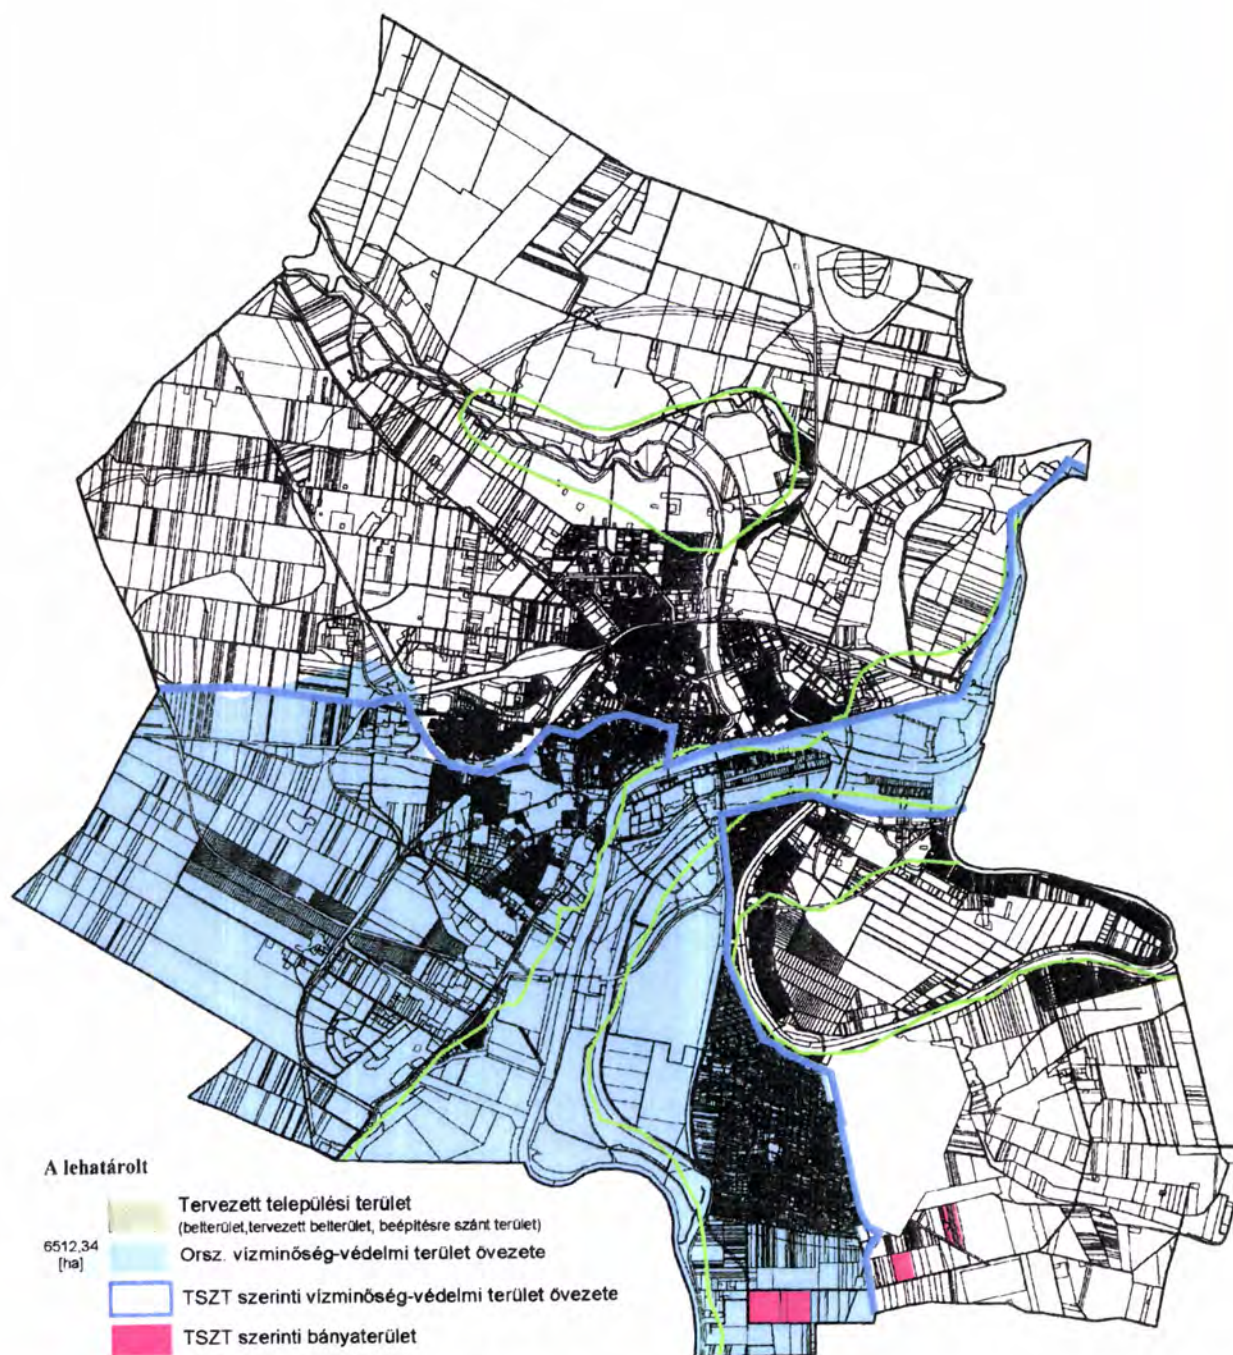 A lehatárolt
Tervezett települési terület
(belterület,tervezett belterület, beépítésre szánt terület)
6512,34
[ha]
Orsz. vízminőség-védelmi terület övezete
TSZT szerinti vízminőség-védelmi terület övezete
TSZT szerinti bányaterület